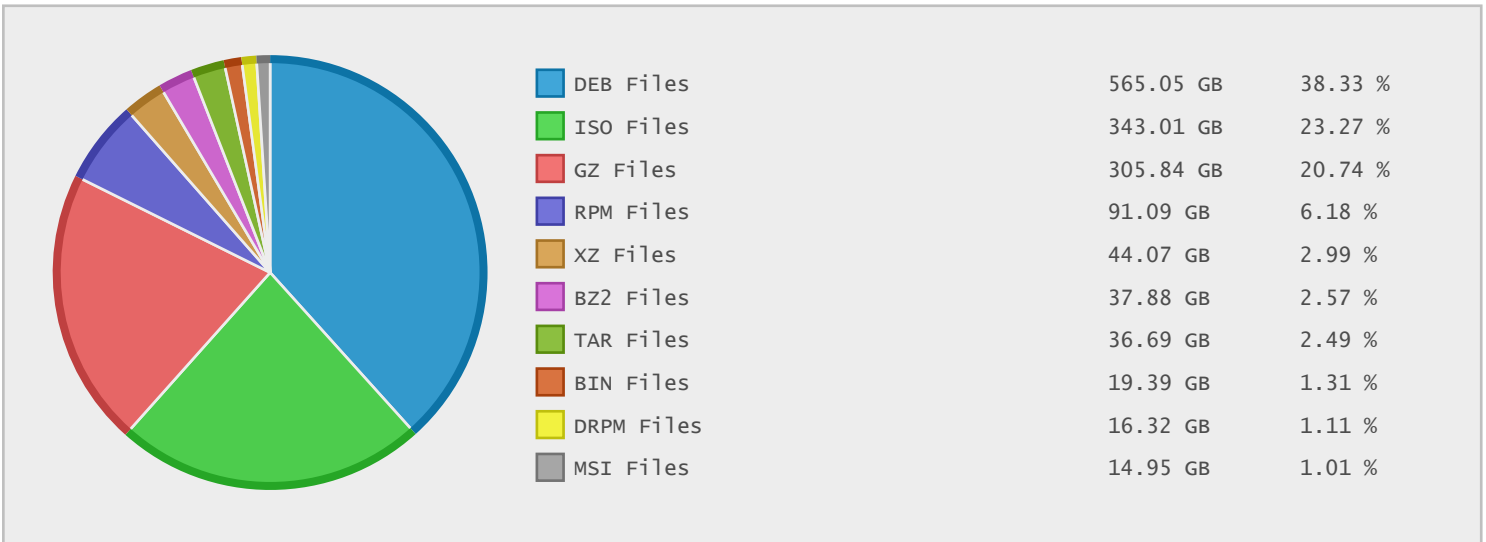 DEB Files 565.05 GB 38.33 %
ISO Files 343.01 GB 23.27 %
GZ Files 305.84 GB 20.74 %
RPM Files 91.09 GB 6.18 %
XZ Files 44.07 GB 2.99 %
BZ2 Files 37.88 GB 2.57 %
TAR Files 36.69 GB 2.49 %
BIN Files 19.39 GB 1.31 %
DRPM Files 16.32 GB 1.11 %
MSI Files 14.95 GB 1.01 %